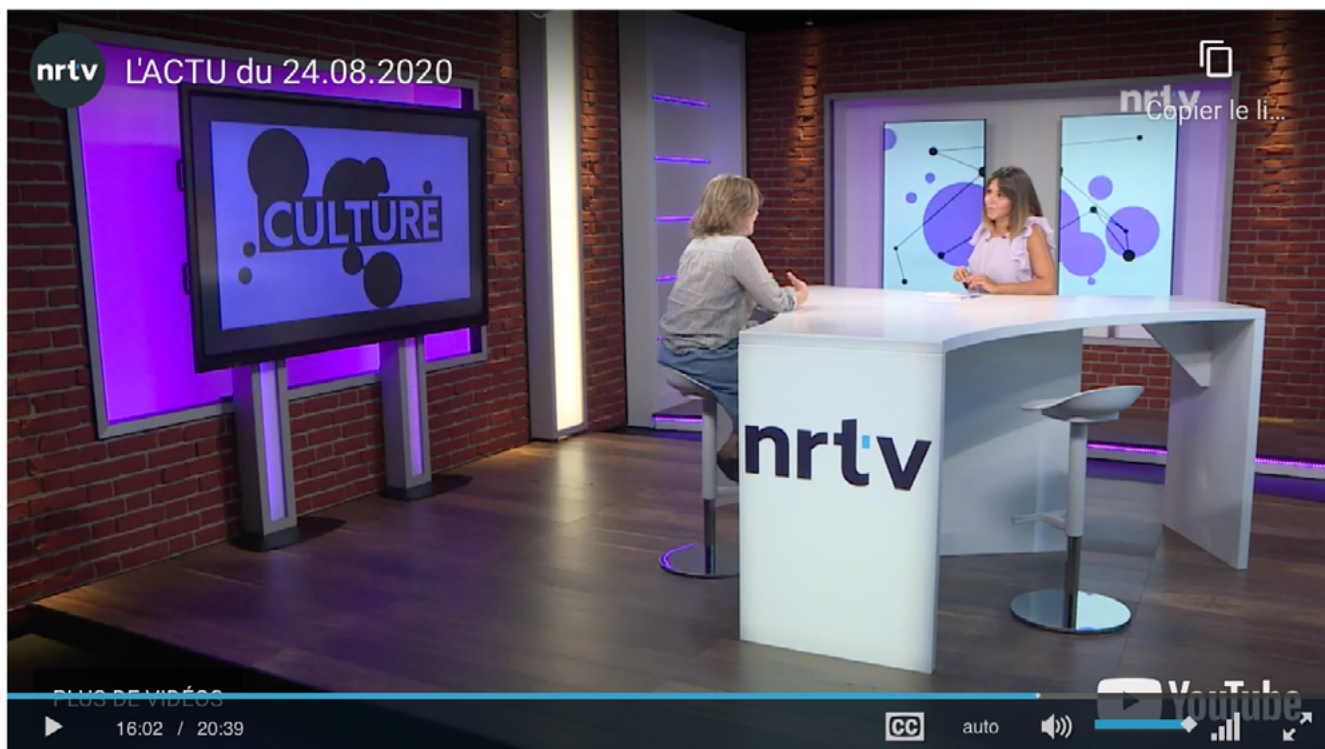 nrtv L'ACTU du 24.08.2020
nrtv
Copier le li...
CULTURE
nrtv
PLUS DE VIDÉOS
YouTube
16:02 / 20:39
CC auto